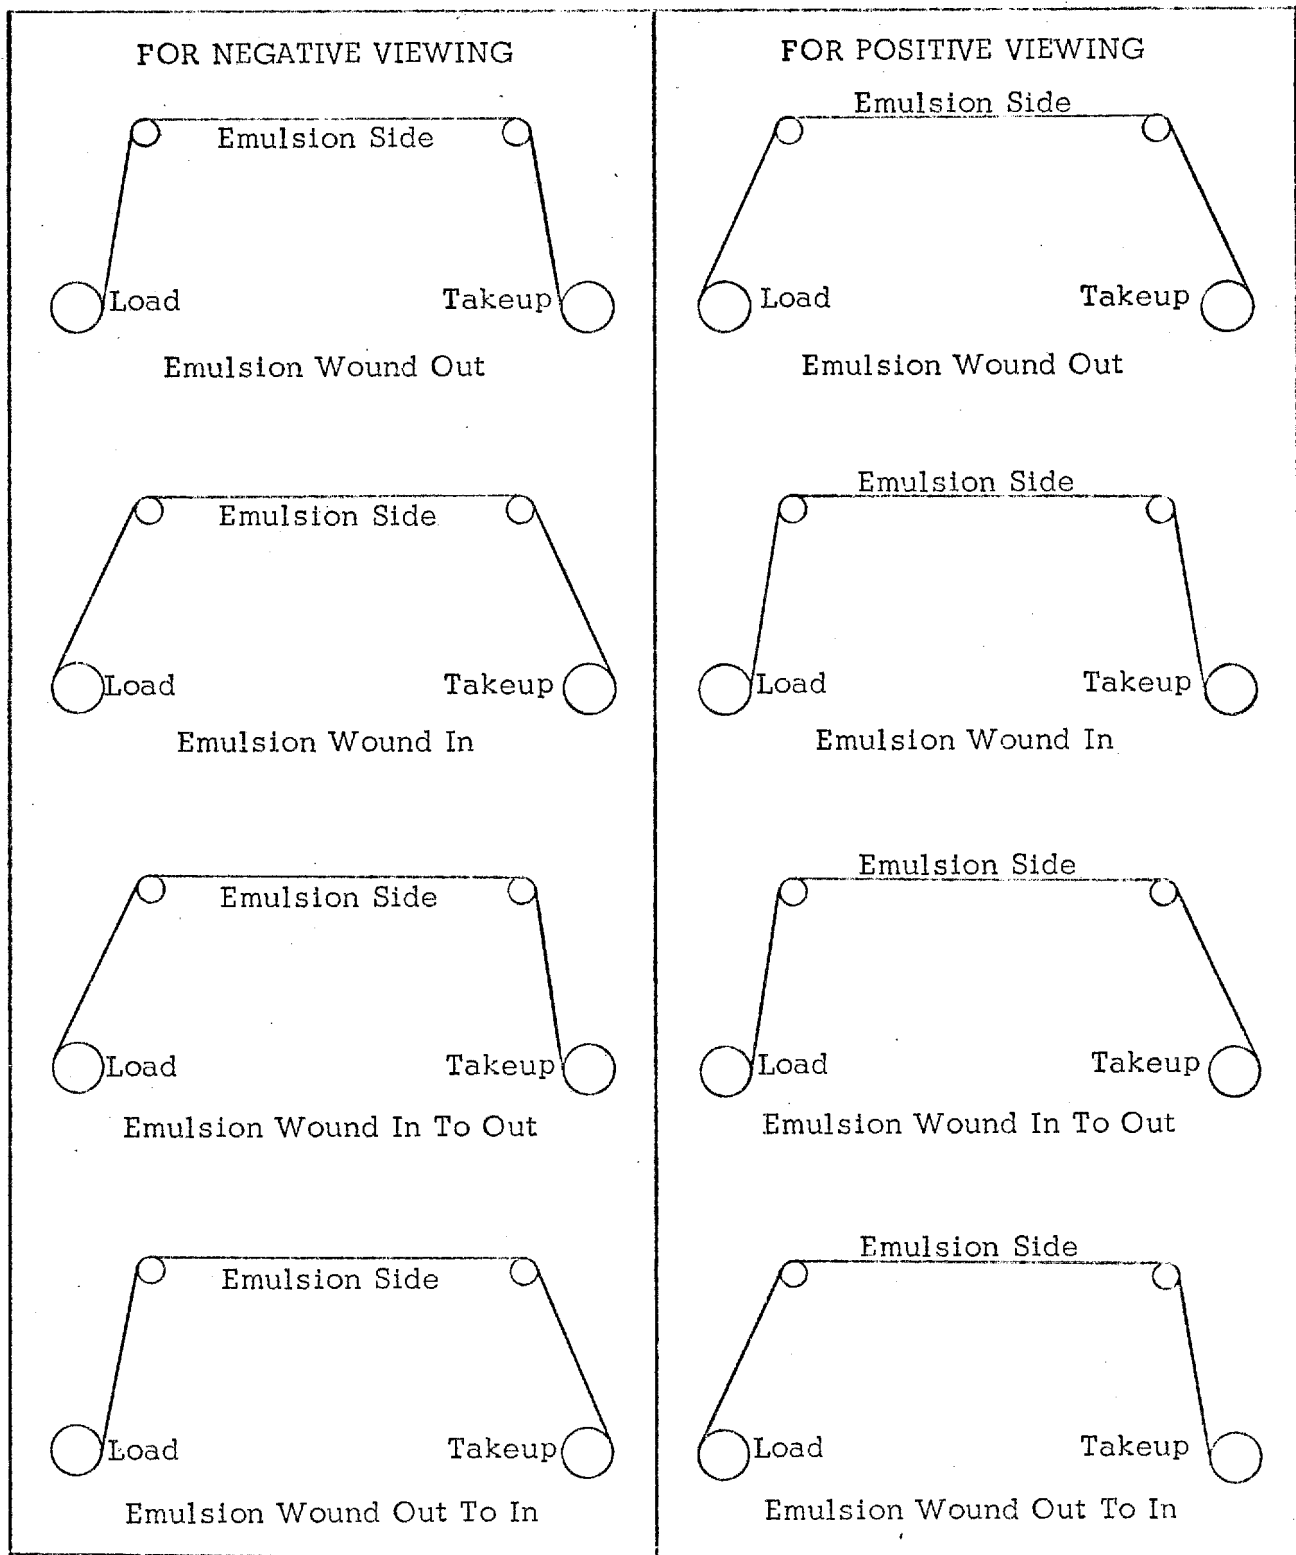 FOR NEGATIVE VIEWING
Emulsion Side
Load
Takeup
Emulsion Wound Out
Emulsion Side
Load
Takeup
Emulsion Wound In
Emulsion Side
Load
Takeup
Emulsion Wound In To Out
Emulsion Side
Load
Takeup
Emulsion Wound Out To In
FOR POSITIVE VIEWING
Emulsion Side
Load
Takeup
Emulsion Wound Out
Emulsion Side
Load
Takeup
Emulsion Wound In
Emulsion Side
Load
Takeup
Emulsion Wound In To Out
Emulsion Side
Load
Takeup
Emulsion Wound Out To In